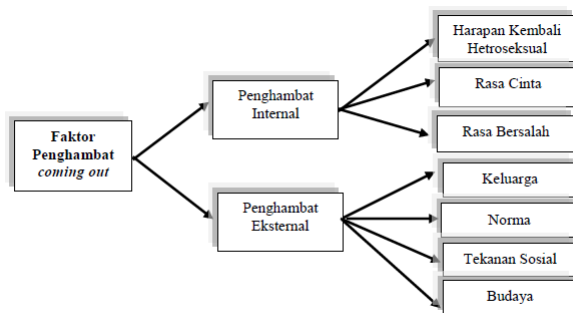 Faktor
Penghambat
coming out
Penghambat
Internal
Harapan Kembali
Hetroseksual
Rasa Cinta
Rasa Bersalah
Penghambat
Eksternal
Keluarga
Norma
Tekanan Sosial
Budaya